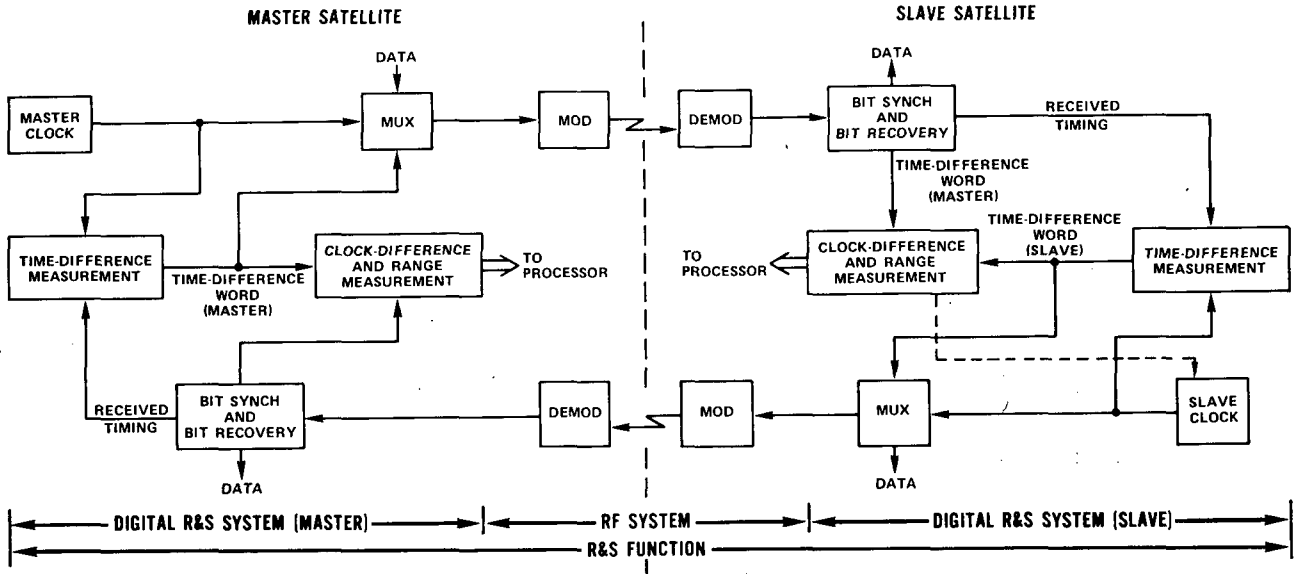 MASTER SATELLITE
SLAVE SATELLITE
DATA
DATA
MASTER
CLOCK
MUX
MOD
DEMOD
BIT SYNCH
AND
BIT RECOVERY
RECEIVED
TIMING
TIME-DIFFERENCE
WORD
(MASTER)
TIME-DIFFERENCE
MEASUREMENT
TIME-DIFFERENCE
WORD
(MASTER)
CLOCK-DIFFERENCE
AND RANGE
MEASUREMENT
TO
PROCESSOR
TO
PROCESSOR
CLOCK-DIFFERENCE
AND RANGE
MEASUREMENT
TIME-DIFFERENCE
WORD
(SLAVE)
TIME-DIFFERENCE
MEASUREMENT
RECEIVED
TIMING
BIT SYNCH
AND
BIT RECOVERY
DEMOD
MOD
MUX
SLAVE
CLOCK
DATA
DATA
DIGITAL R&S SYSTEM (MASTER)
RF SYSTEM
DIGITAL R&S SYSTEM (SLAVE)
R&S FUNCTION